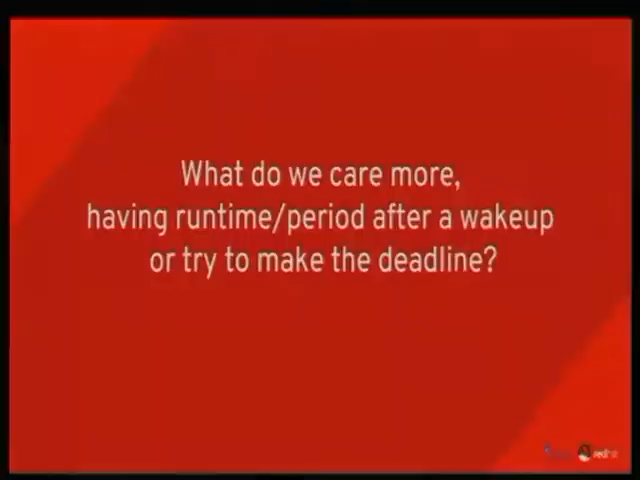 What do we care more,
having runtime/period after a wakeup
or try to make the deadline?